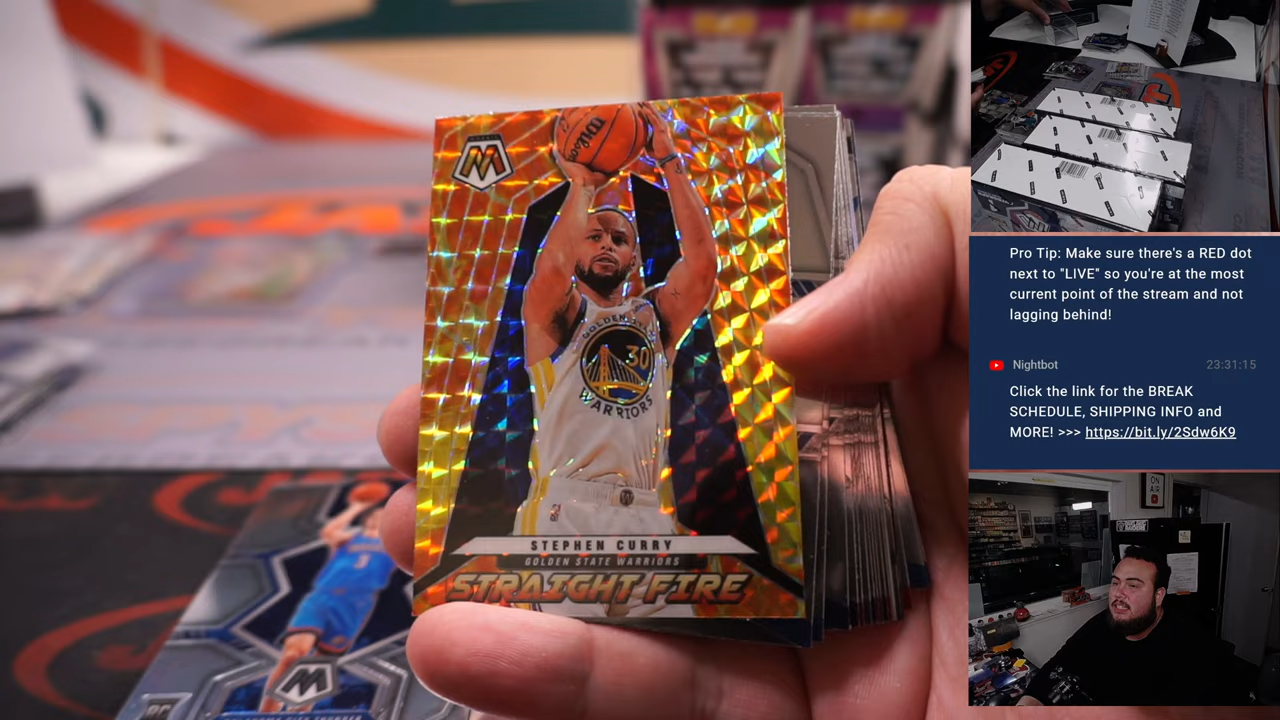 Wilson
MOSAIC
M
GOLDEN STATE
30
WARRIORS
STEPHEN CURRY
GOLDEN STATE WARRIORS
STRAIGHT FIRE
RC
Pro Tip: Make sure there's a RED dot
next to "LIVE" so you're at the most
current point of the stream and not
lagging behind!
Nightbot
23:31:15
Click the link for the BREAK
SCHEDULE, SHIPPING INFO and
MORE! >>> https://bit.ly/2Sdw6K9
ON
AIR